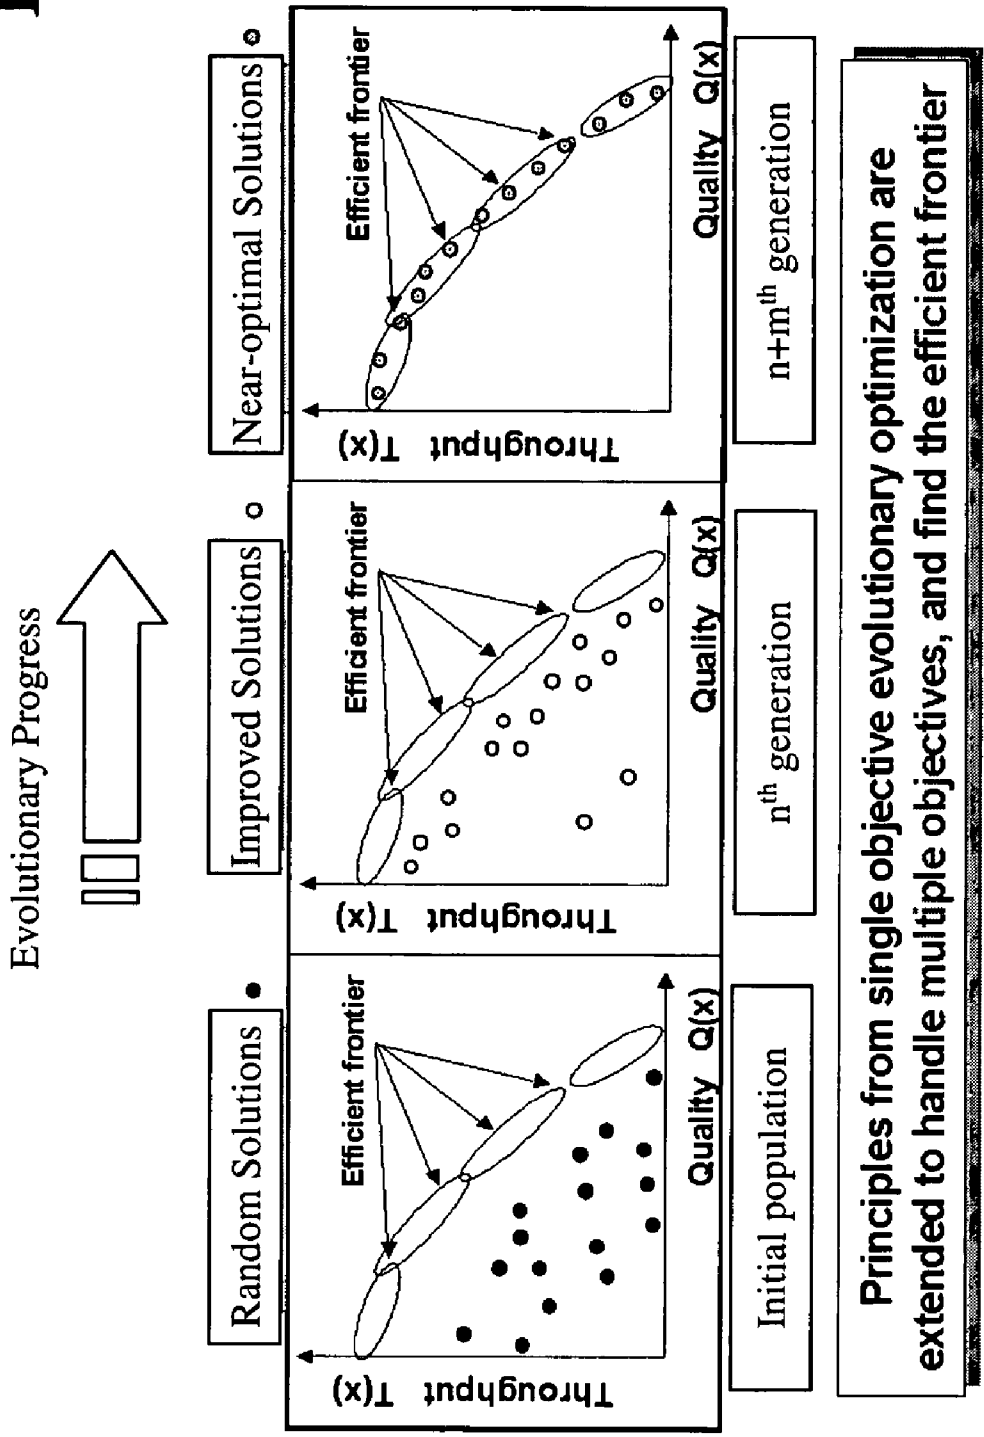 Evolutionary Progress
Random Solutions
Improved Solutions
Near-optimal Solutions
Throughput T(x)
Efficient frontier
Quality Q(x)
Throughput T(x)
Efficient frontier
Quality Q(x)
Throughput T(x)
Efficient frontier
Quality Q(x)
Initial population
nth generation
n+mth generation
Principles from single objective evolutionary optimization are
extended to handle multiple objectives, and find the efficient frontier